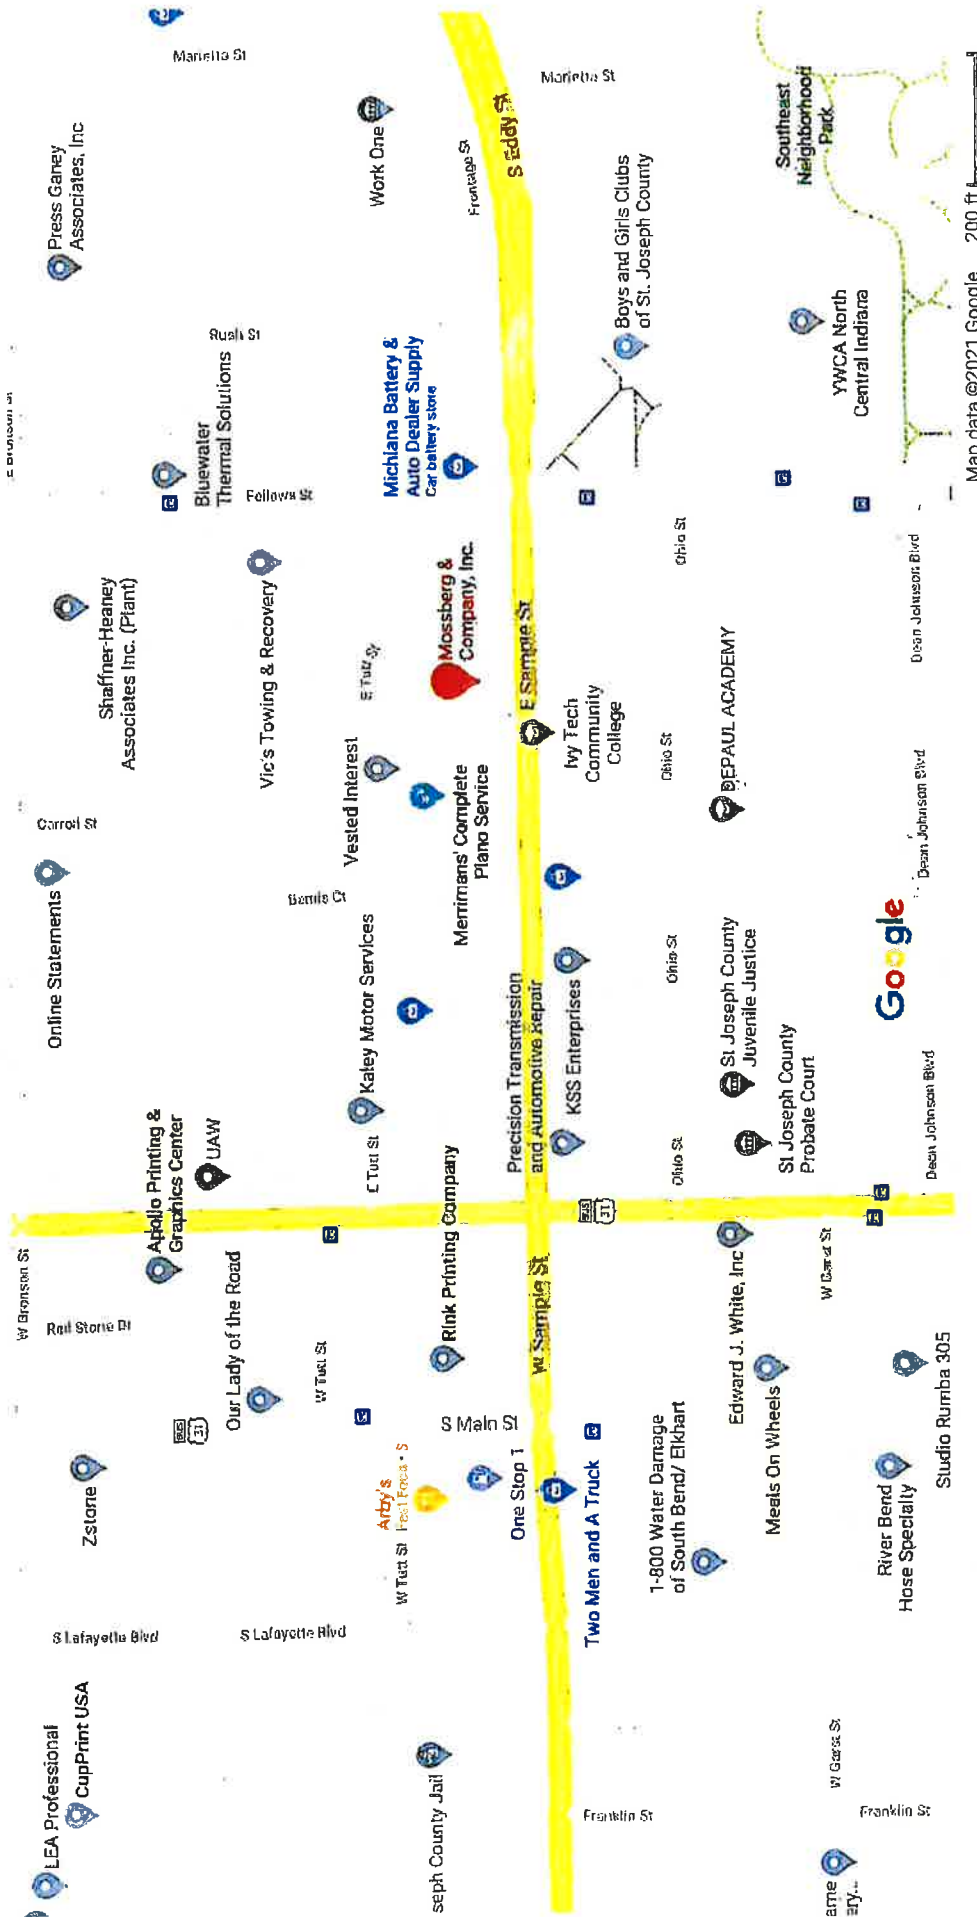 Marietta St
Press Ganey
Associates, Inc
Work One
Marietta St
Frontage St
S Eddy St
Southeast
Neighborhood
Park
Rush St
Bluewater
Thermal Solutions
Fellows St
Michiana Battery &
Auto Dealer Supply
Car battery store
Boys and Girls Clubs
of St. Joseph County
YWCA North
Central Indiana
Map data ©2021 Google
200 ft
E Bronson St
Shaffner-Heaney
Associates Inc. (Plant)
Vic's Towing & Recovery
E Tutt St
Mossberg &
Company, Inc.
E Sample St
Ohio St
Dean Johnson Blvd
Carroll St
Online Statements
Vested Interest
Merrimans' Complete
Piano Service
Ivy Tech
Community
College
Ohio St
DEPAUL ACADEMY
Dean Johnson Blvd
Kaley Motor Services
Precision Transmission
and Automotive Repair
KSS Enterprises
Ohio St
St Joseph County
Juvenile Justice
Google
Apollo Printing &
Graphics Center
UAW
E Tutt St
Ohio St
St Joseph County
Probate Court
Dean Johnson Blvd
W Bronson St
Rail Stone Dr
Our Lady of the Road
BUS
31
W Tutt St
Rink Printing Company
W Sample St
BUS
31
Edward J. White, Inc
W Garst St
Zstone
Arby's
Fast Food • $
W Tutt St
S Main St
One Stop 1
Two Men and A Truck
1-800 Water Damage
of South Bend/ Elkhart
Meals On Wheels
River Bend
Hose Specialty
Studio Rumba 305
S Lafayette Blvd
S Lafayette Blvd
LEA Professional
CupPrint USA
seph County Jail
Franklin St
W Garst St
Franklin St
ame
ery...